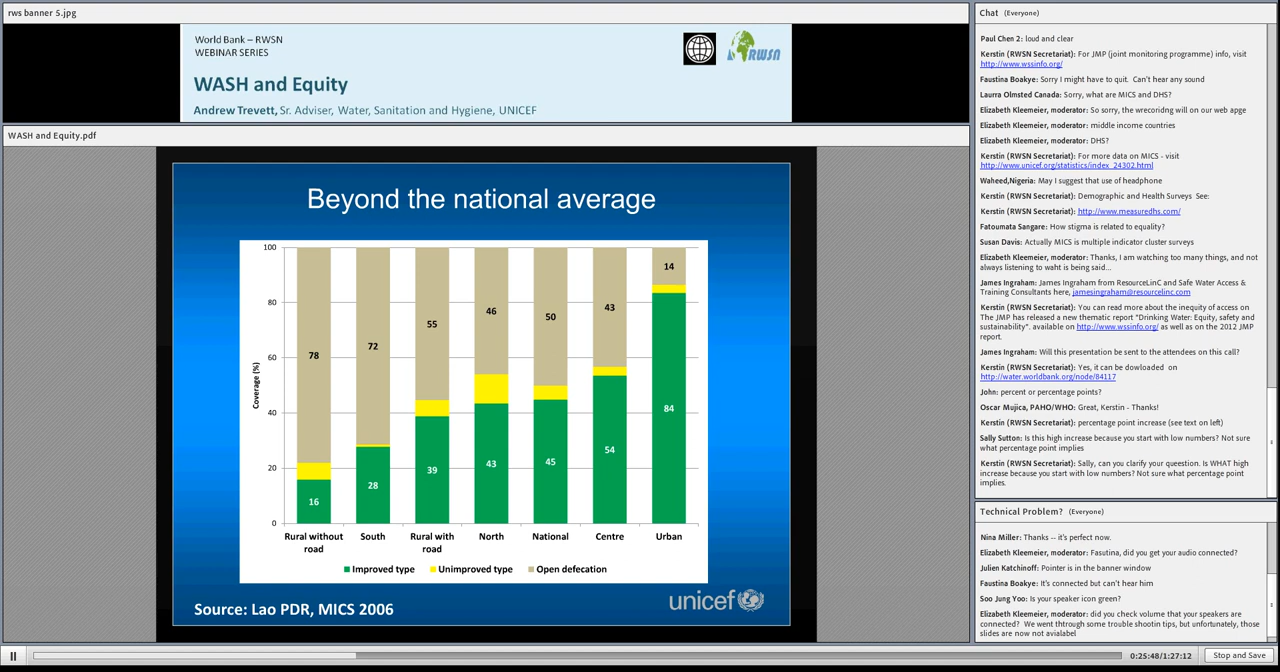 rws banner 5.jpg
World Bank – RWSN
WEBINAR SERIES
RWSN
WASH and Equity
Andrew Trevett, Sr. Adviser, Water, Sanitation and Hygiene, UNICEF
WASH and Equity.pdf
Beyond the national average
Coverage (%)
100
80
60
40
20
0
78
72
55
46
50
43
14
16
28
39
43
45
54
84
Rural without road
South
Rural with road
North
National
Centre
Urban
Improved type
Unimproved type
Open defecation
Source: Lao PDR, MICS 2006
unicef
Chat (Everyone)
Paul Chen 2: loud and clear
Kerstin (RWSN Secretariat): For JMP (joint monitoring programme) info, visit
http://www.wssinfo.org/
Faustina Boakye: Sorry I might have to quit. Can't hear any sound
Laurra Olmsted Canada: Sorry, what are MICS and DHS?
Elizabeth Kleemeier, moderator: So sorry, the wrecoridng will on our web apge
Elizabeth Kleemeier, moderator: middle income countries
Elizabeth Kleemeier, moderator: DHS?
Kerstin (RWSN Secretariat): For more data on MICS - visit
http://www.unicef.org/statistics/index_24302.html
Waheed,Nigeria: May I suggest that use of headphone
Kerstin (RWSN Secretariat): Demographic and Health Surveys See:
Kerstin (RWSN Secretariat): http://www.measuredhs.com/
Fatoumata Sangare: How stigma is related to equality?
Susan Davis: Actually MICS is multiple indicator cluster surveys
Elizabeth Kleemeier, moderator: Thanks, I am watching too many things, and not
always listening to waht is being said...
James Ingraham: James Ingraham from ResourceLinC and Safe Water Access &
Training Consultants here, jamesingraham@resourcelinc.com
Kerstin (RWSN Secretariat): You can read more about the inequity of access on
The JMP has released a new thematic report "Drinking Water: Equity, safety and
sustainability". available on http://www.wssinfo.org/ as well as on the 2012 JMP
report.
James Ingraham: Will this presentation be sent to the attendees on this call?
Kerstin (RWSN Secretariat): Yes, it can be dowloaded on
http://water.worldbank.org/node/84117
John: percent or percentage points?
Oscar Mujica, PAHO/WHO: Great, Kerstin - Thanks!
Kerstin (RWSN Secretariat): percentage point increase (see text on left)
Sally Sutton: Is this high increase because you start with low numbers? Not sure
what percentage point implies
Kerstin (RWSN Secretariat): Sally, can you clarify your queestion. Is WHAT high
increase because you start with low numbers? Not sure what percentage point
implies.
Technical Problem? (Everyone)
Nina Miller: Thanks -- it's perfect now.
Elizabeth Kleemeier, moderator: Fasutina, did you get your audio connected?
Julien Katchinoff: Pointer is in the banner window
Faustina Boakye: It's connected but can't hear him
Soo Jung Yoo: Is your speaker icon green?
Elizabeth Kleemeier, moderator: did you check volume that your speakers are
connected? We went thtrough some trouble shootin tips, but unfortunately, those
slides are now not avialabel
0:25:48/1:27:12
Stop and Save